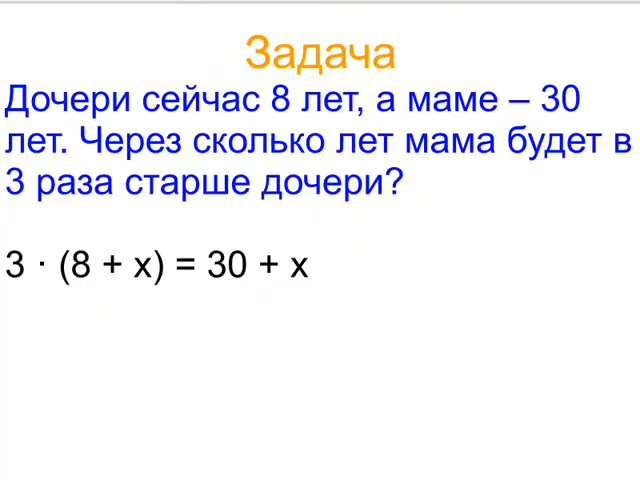 Задача
Дочери сейчас 8 лет, а маме – 30
лет. Через сколько лет мама будет в
3 раза старше дочери?
3 · (8 + х) = 30 + х